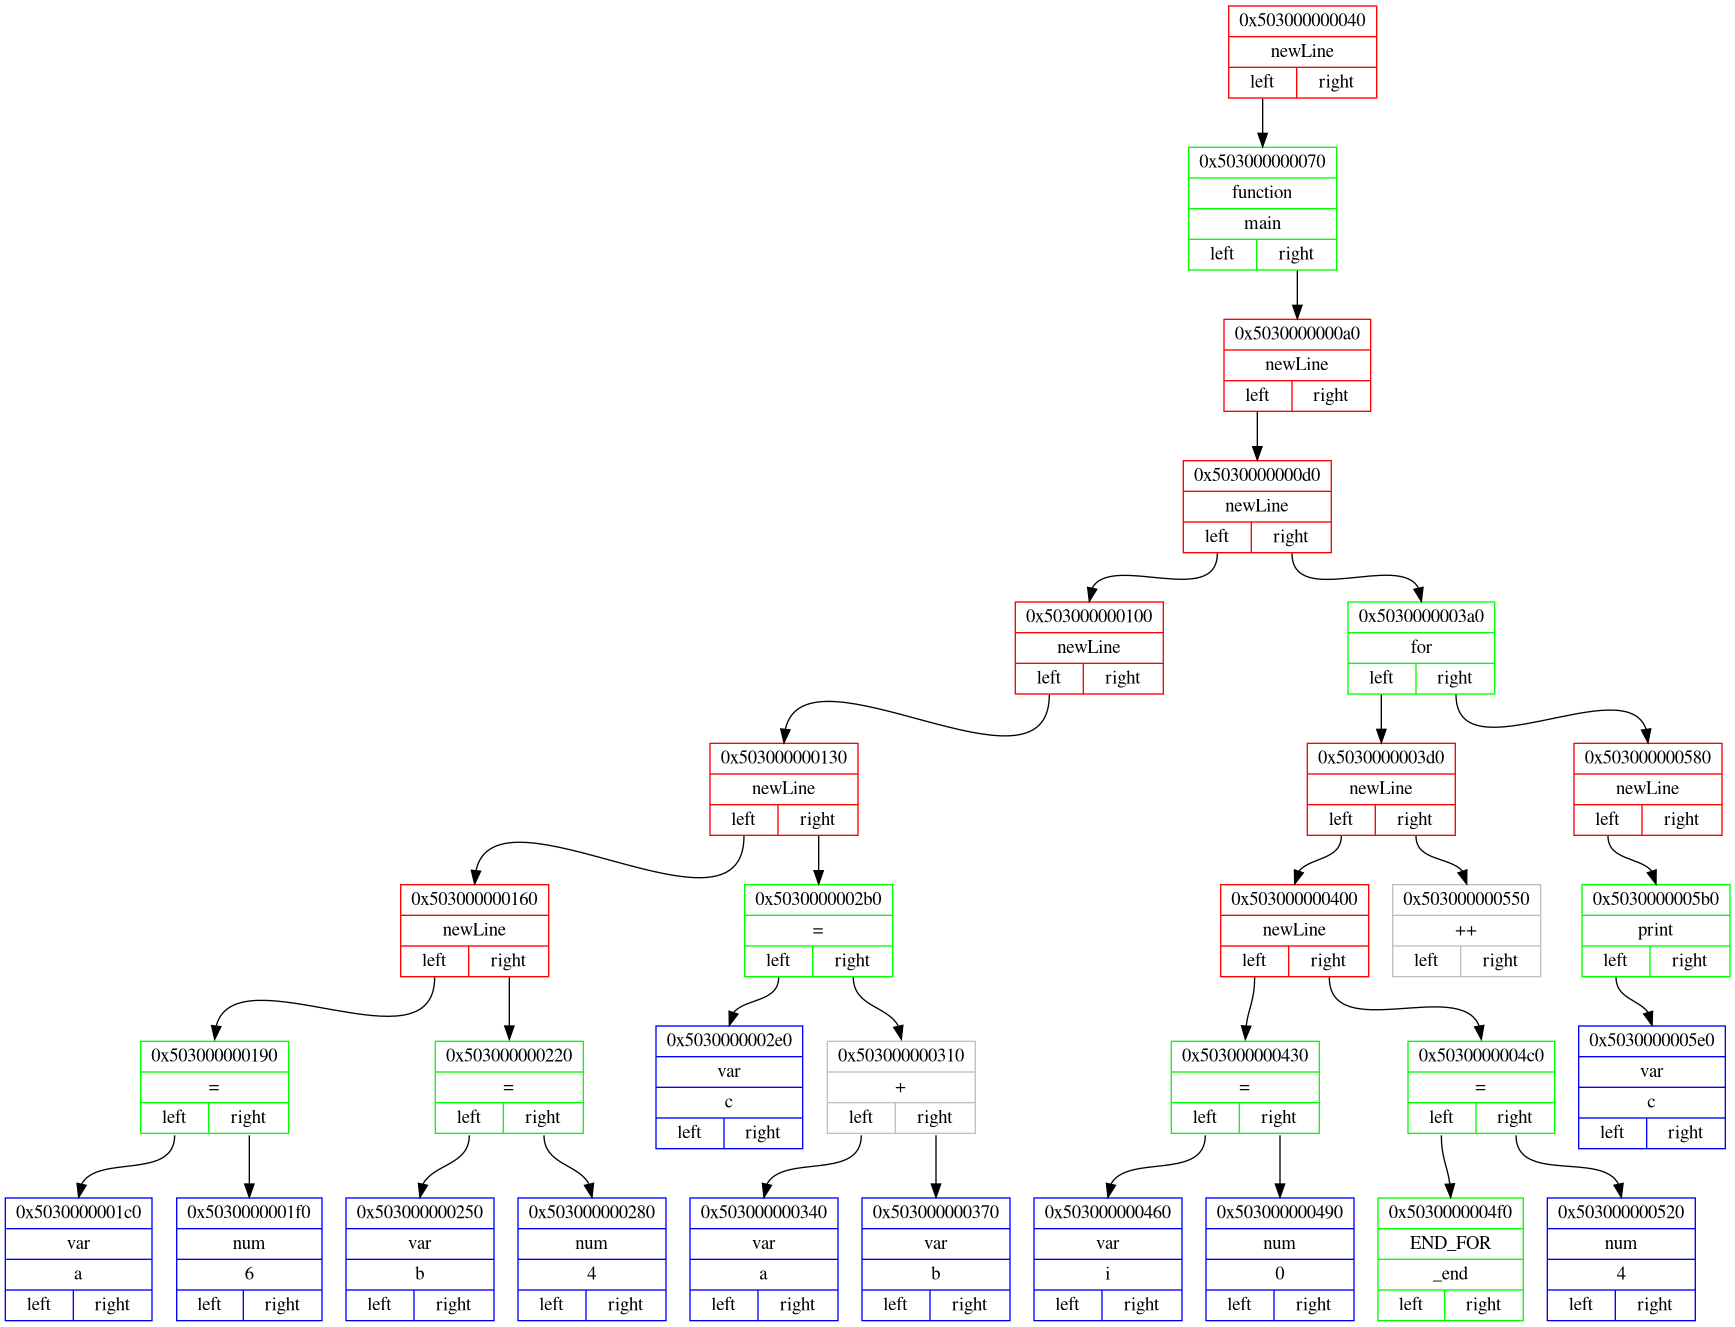 0x503000000040
newLine
left right
0x503000000070
function
main
left right
0x5030000000a0
newLine
left right
0x5030000000d0
newLine
left right
0x503000000100
newLine
left right
0x5030000003a0
for
left right
0x503000000130
newLine
left right
0x5030000003d0
newLine
left right
0x503000000580
newLine
left right
0x503000000160
newLine
left right
0x5030000002b0
=
left right
0x503000000400
newLine
left right
0x503000000550
++
left right
0x5030000005b0
print
left right
0x503000000190
=
left right
0x503000000220
=
left right
0x5030000002e0
var
c
left right
0x503000000310
+
left right
0x503000000430
=
left right
0x5030000004c0
=
left right
0x5030000005e0
var
c
left right
0x5030000001c0
var
a
left right
0x5030000001f0
num
6
left right
0x503000000250
var
b
left right
0x503000000280
num
4
left right
0x503000000340
var
a
left right
0x503000000370
var
b
left right
0x503000000460
var
i
left right
0x503000000490
num
0
left right
0x5030000004f0
END_FOR
_end
left right
0x503000000520
num
4
left right